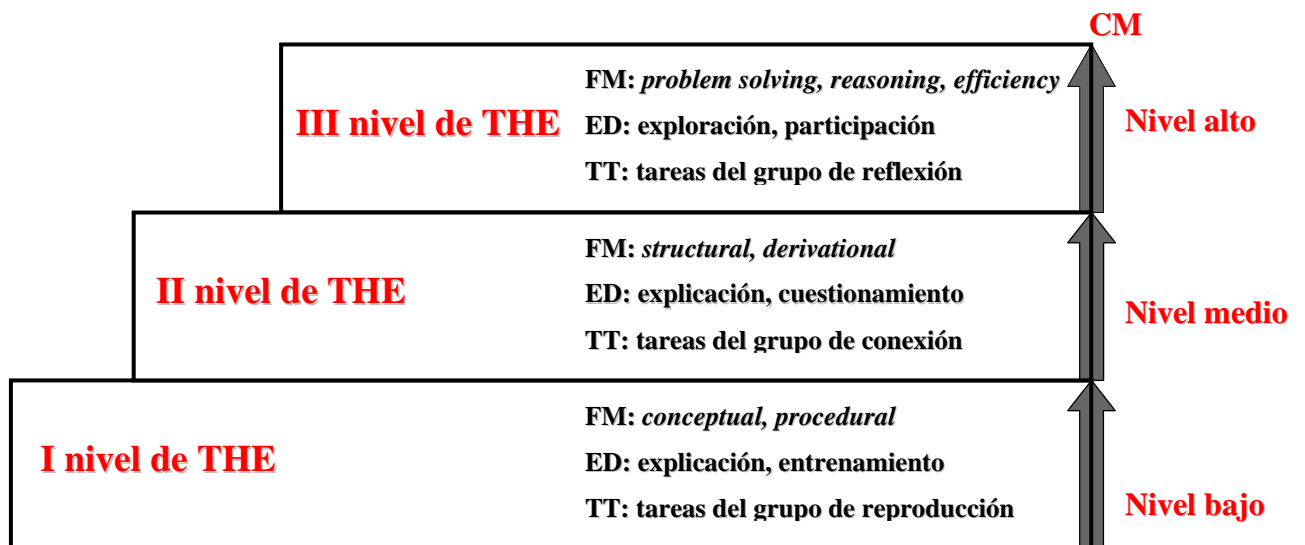 CM
FM: problem solving, reasoning, efficiency
III nivel de THE
ED: exploración, participación
Nivel alto
TT: tareas del grupo de reflexión
FM: structural, derivational
II nivel de THE
ED: explicación, cuestionamiento
Nivel medio
TT: tareas del grupo de conexión
FM: conceptual, procedural
I nivel de THE
ED: explicación, entrenamiento
TT: tareas del grupo de reproducción
Nivel bajo